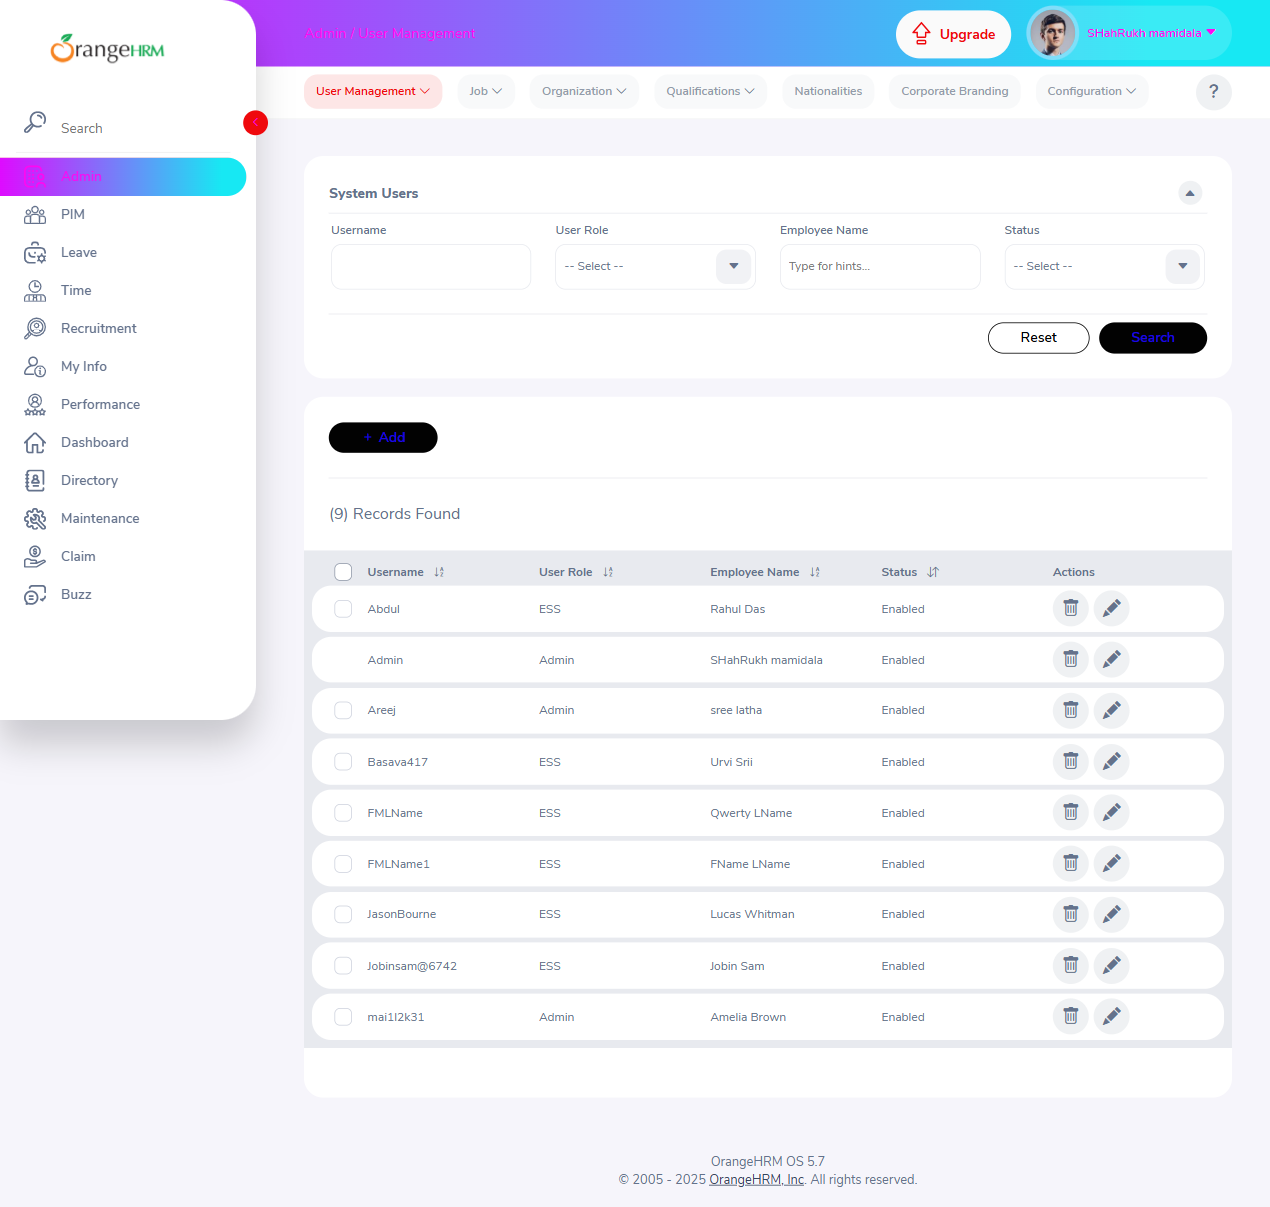 OrangeHRM
Admin / User Management
Upgrade
SHahRukh mamidala
User Management
Job
Organization
Qualifications
Nationalities
Corporate Branding
Configuration
?
Search
Admin
PIM
Leave
Time
Recruitment
My Info
Performance
Dashboard
Directory
Maintenance
Claim
Buzz
System Users
Username User Role Employee Name Status
-- Select -- Type for hints... -- Select --
Reset Search
+ Add
(9) Records Found
Username User Role Employee Name Status Actions
Abdul ESS Rahul Das Enabled
Admin Admin SHahRukh mamidala Enabled
Areej Admin sree latha Enabled
Basava417 ESS Urvi Srii Enabled
FMLName ESS Qwerty LName Enabled
FMLName1 ESS FName LName Enabled
JasonBourne ESS Lucas Whitman Enabled
Jobinsam@6742 ESS Jobin Sam Enabled
mai1l2k31 Admin Amelia Brown Enabled
OrangeHRM OS 5.7
© 2005 - 2025 OrangeHRM, Inc. All rights reserved.